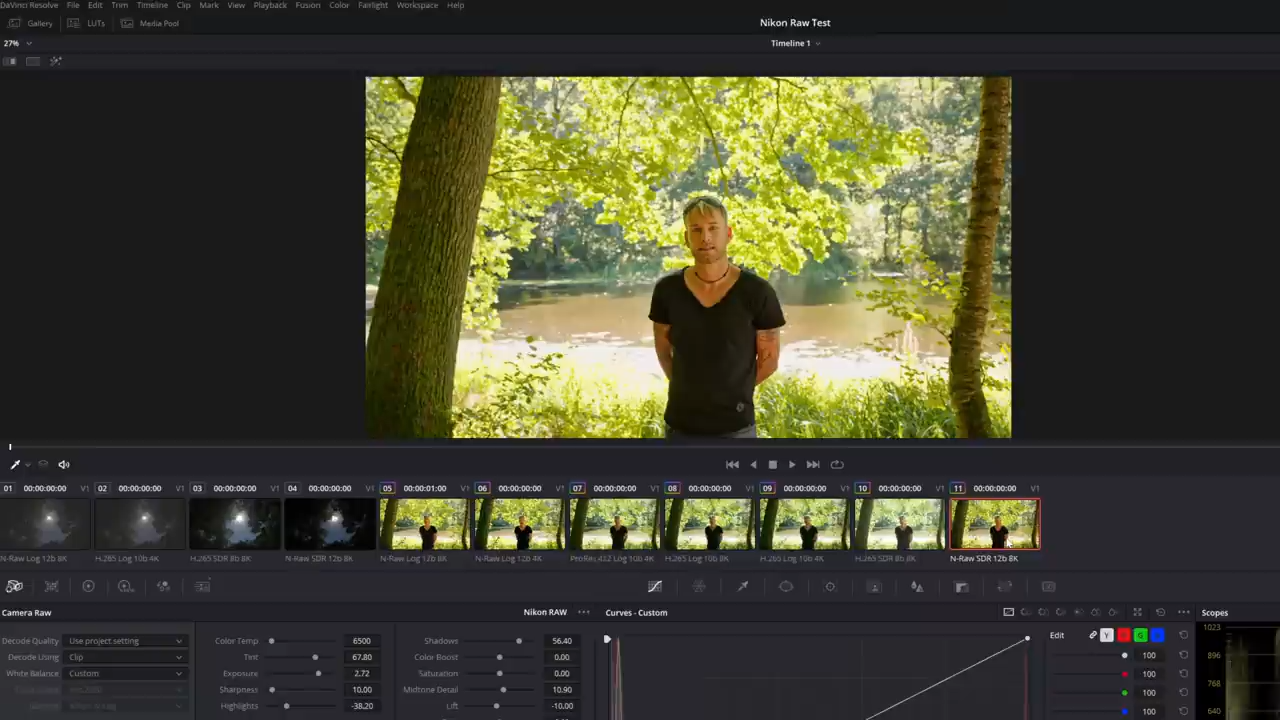 DaVinci Resolve File Edit Trim Timeline Clip Mark View Playback Fusion Color Fairlight Workspace Help
Gallery LUTs Media Pool Nikon Raw Test
27% Timeline 1
01 00:00:00:00 V1 02 00:00:00:00 V1 03 00:00:00:00 V1 04 00:00:00:00 V1 05 00:00:01:00 V1 06 00:00:00:00 V1 07 00:00:00:00 V1 08 00:00:00:00 V1 09 00:00:00:00 V1 10 00:00:00:00 V1 11 00:00:00:00 V1
N-Raw Log 12b 8K H.265 Log 10b 4K H.265 SDR 8b 8K N-Raw SDR 12b 8K N-Raw Log 12b 8K N-Raw Log 12b 4K ProRes 422 10b 4K H.265 Log 10b 8K H.265 Log 10b 4K H.265 SDR 8b 8K N-Raw SDR 12b 8K
Camera Raw Nikon RAW Curves - Custom Scopes
Decode Quality Use project setting Color Temp 6500 Shadows 56.40 Edit Y 1023
Decode Using Clip Tint 67.80 Color Boost 0.00 100 896
White Balance Custom Exposure 2.72 Saturation 0.00 100 768
Sharpness 10.00 Midtone Detail 10.90 100
Highlights -38.20 Lift -10.00 100 640